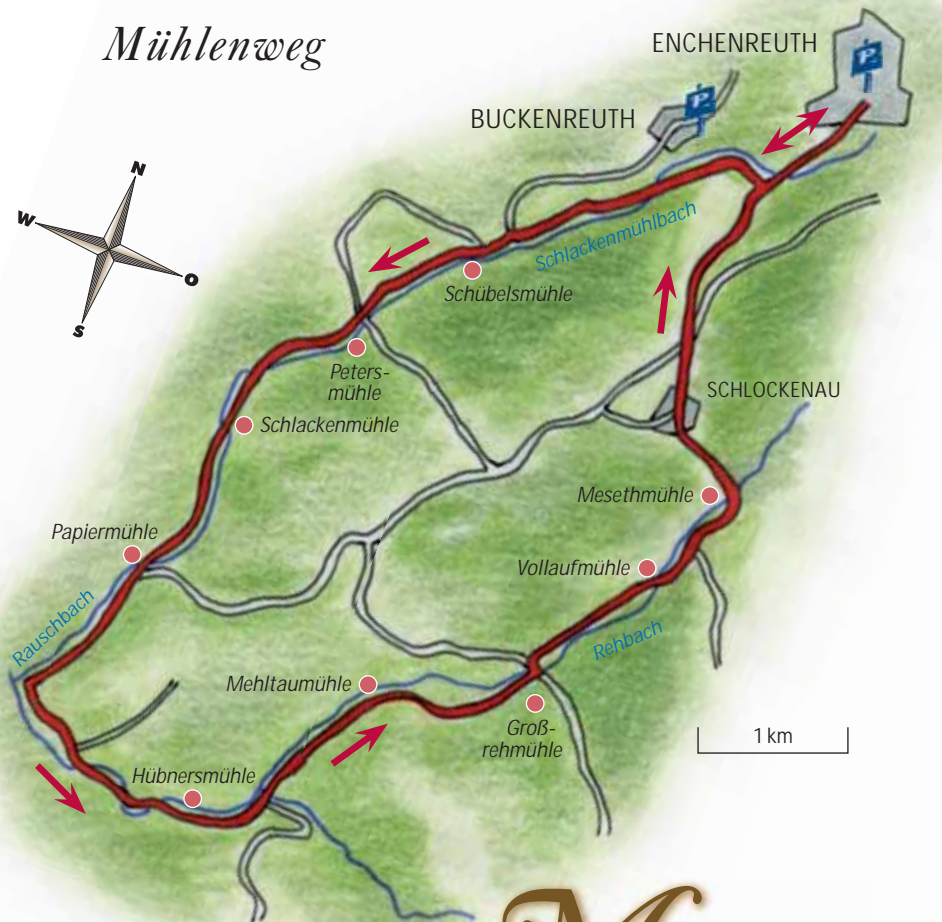 Mühlenweg
ENCHENREUTH
P
BUCKENREUTH
P
N
W
O
S
Schlackenmühlbach
Schübelsmühle
Peters-
mühle
SCHLOCKENAU
Schlackenmühle
Mesethmühle
Papiermühle
Vollaufmühle
Rauschbach
Rehbach
Mehltaumühle
Groß-
rehmühle
1 km
Hübnersmühle
M